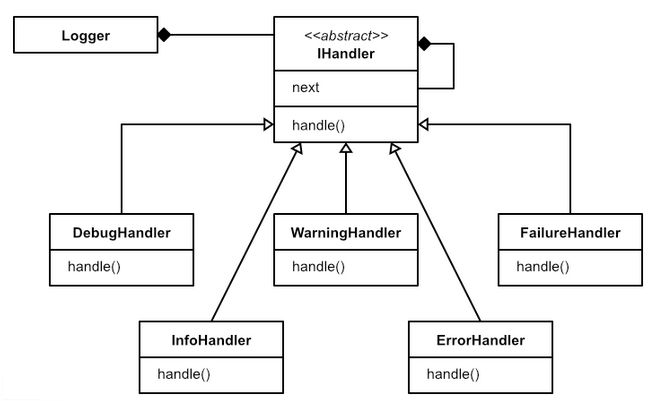 Logger
<<abstract>>
IHandler
next
handle()
DebugHandler
handle()
WarningHandler
handle()
FailureHandler
handle()
InfoHandler
handle()
ErrorHandler
handle()